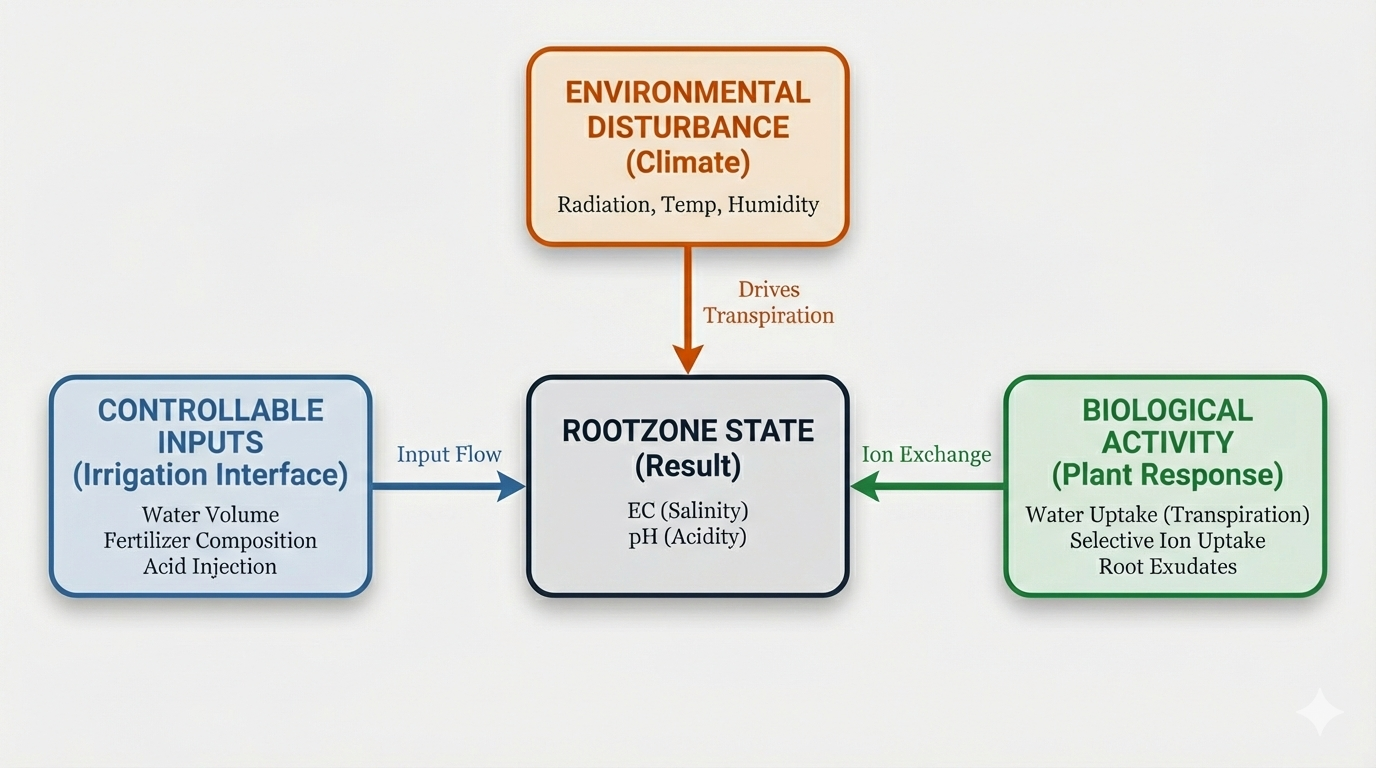 ENVIRONMENTAL
DISTURBANCE
(Climate)
Radiation, Temp, Humidity
Drives
Transpiration
CONTROLLABLE
INPUTS
(Irrigation Interface)
Water Volume
Fertilizer Composition
Acid Injection
Input Flow
ROOTZONE STATE
(Result)
EC (Salinity)
pH (Acidity)
Ion Exchange
BIOLOGICAL
ACTIVITY
(Plant Response)
Water Uptake (Transpiration)
Selective Ion Uptake
Root Exudates